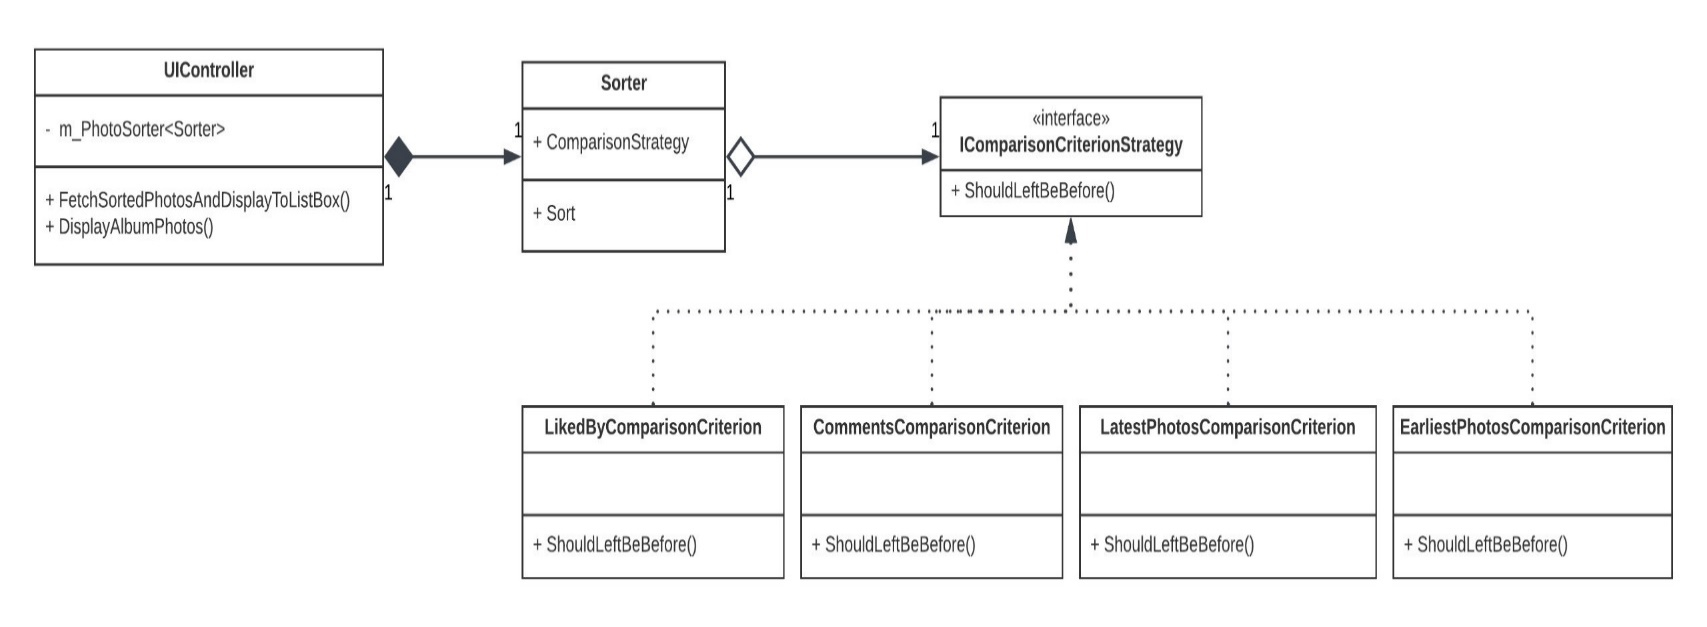 UIController
- m_PhotoSorter<Sorter>
+ FetchSortedPhotosAndDisplayToListBox()
+ DisplayAlbumPhotos()
1
1
Sorter
+ ComparisonStrategy
+ Sort
1
1
«interface»
IComparisonCriterionStrategy
+ ShouldLeftBeBefore()
LikedByComparisonCriterion
+ ShouldLeftBeBefore()
CommentsComparisonCriterion
+ ShouldLeftBeBefore()
LatestPhotosComparisonCriterion
+ ShouldLeftBeBefore()
EarliestPhotosComparisonCriterion
+ ShouldLeftBeBefore()